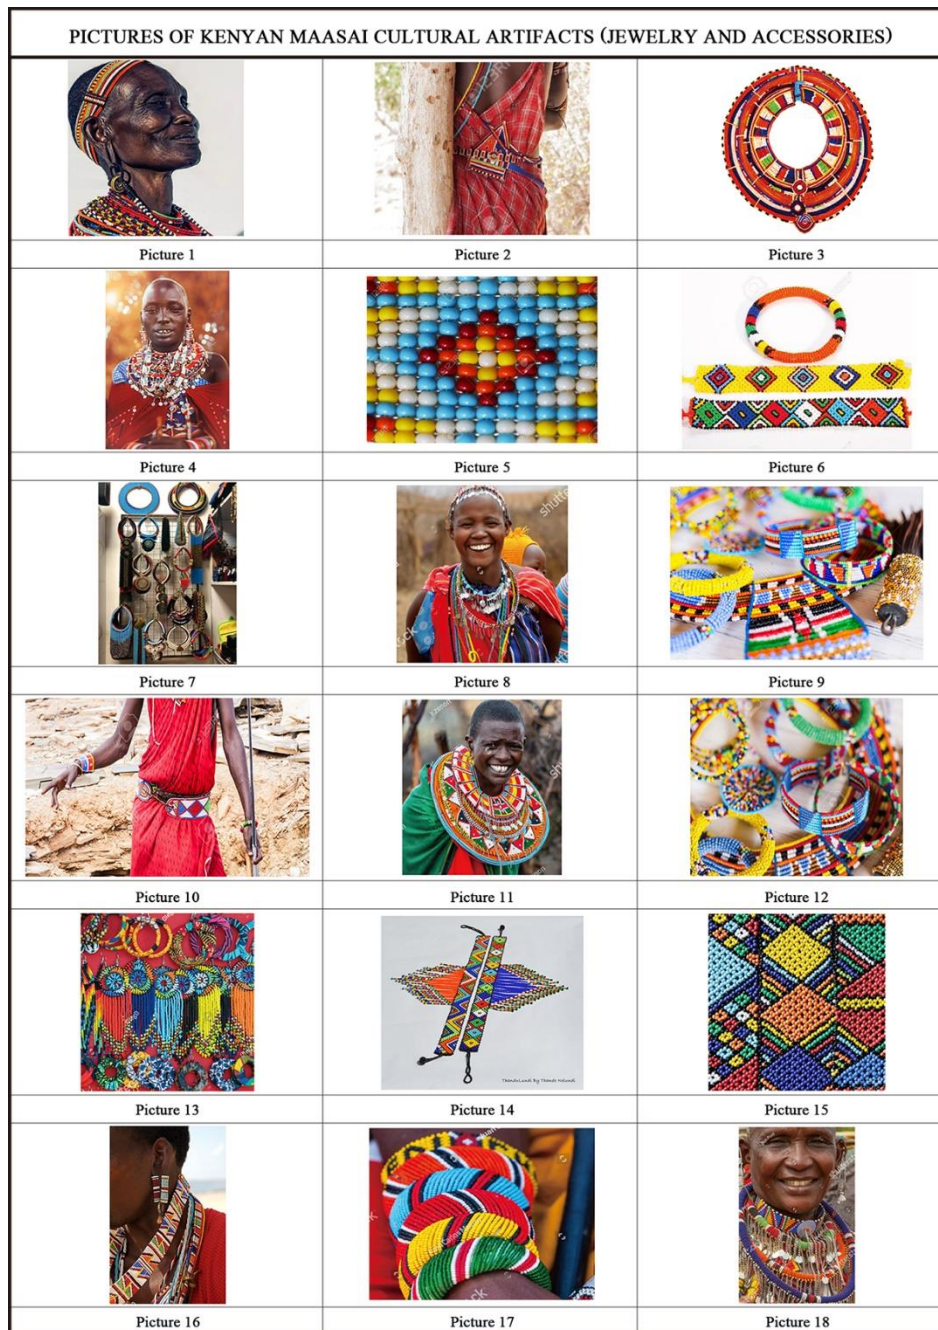 PICTURES OF KENYAN MAASAI CULTURAL ARTIFACTS (JEWELRY AND ACCESSORIES)
Picture 1
Picture 2
Picture 3
Picture 4
Picture 5
Picture 6
Picture 7
Picture 8
Picture 9
Picture 10
Picture 11
Picture 12
Picture 13
Picture 14
Picture 15
Picture 16
Picture 17
Picture 18